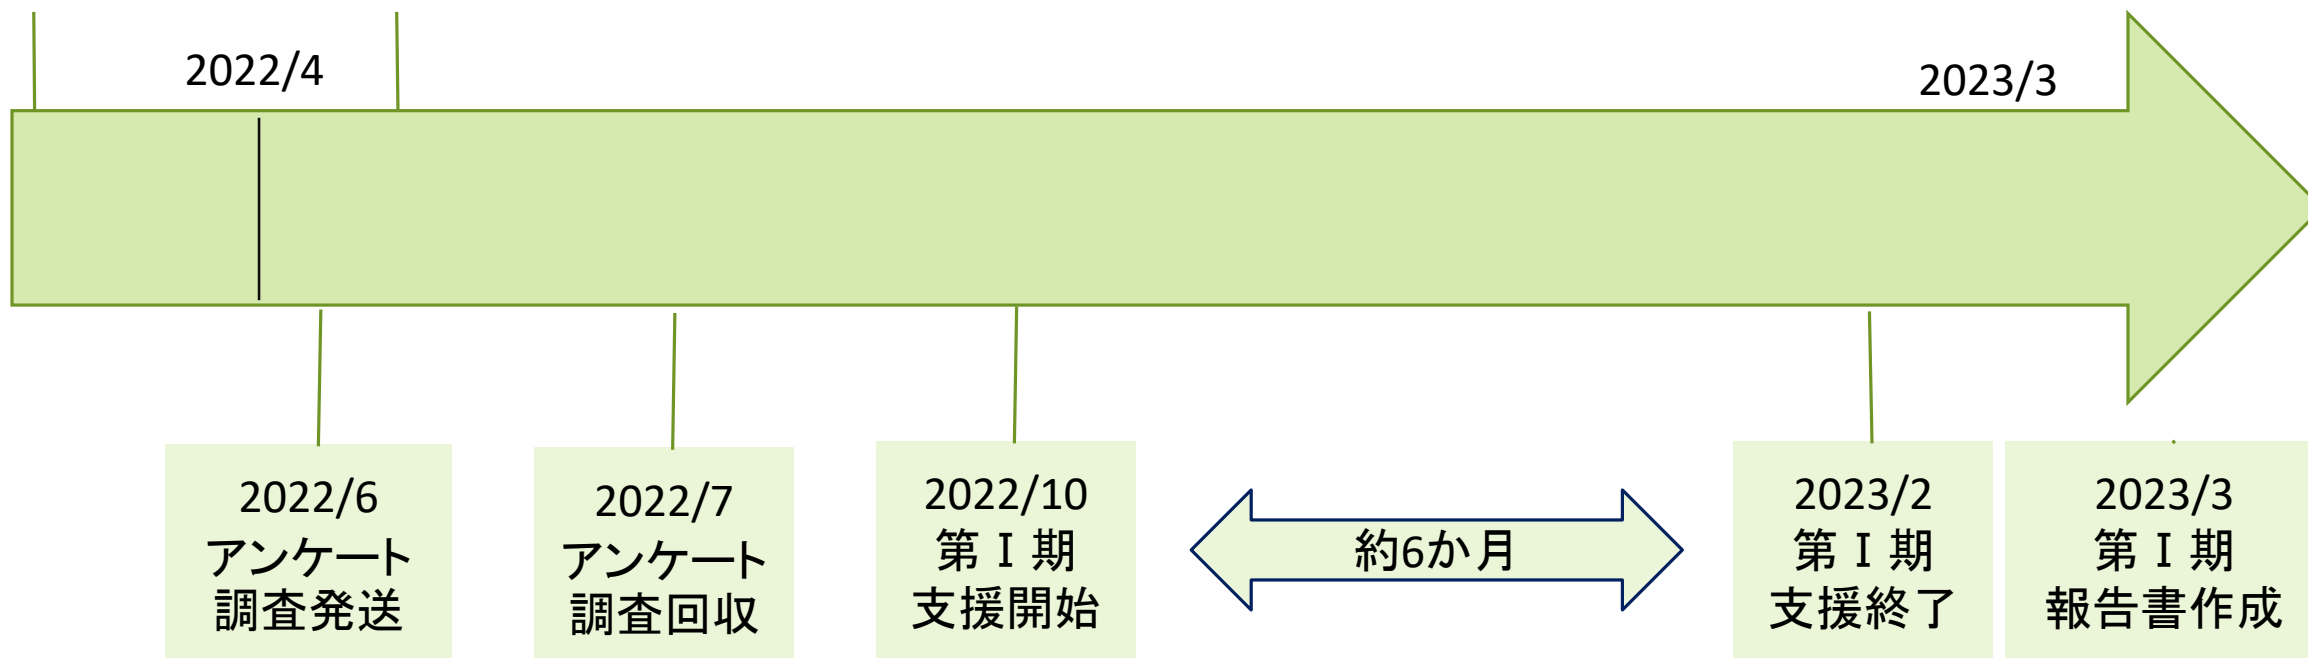 2022/4
2023/3
2022/6
アンケート
調査発送
2022/7
アンケート
調査回収
2022/10
第Ⅰ期
支援開始
約6か月
2023/2
第Ⅰ期
支援終了
2023/3
第Ⅰ期
報告書作成